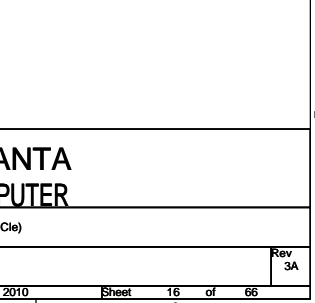 ANTA
PUTER
Cle)
Rev
3A
2010 Sheet 16 of 66